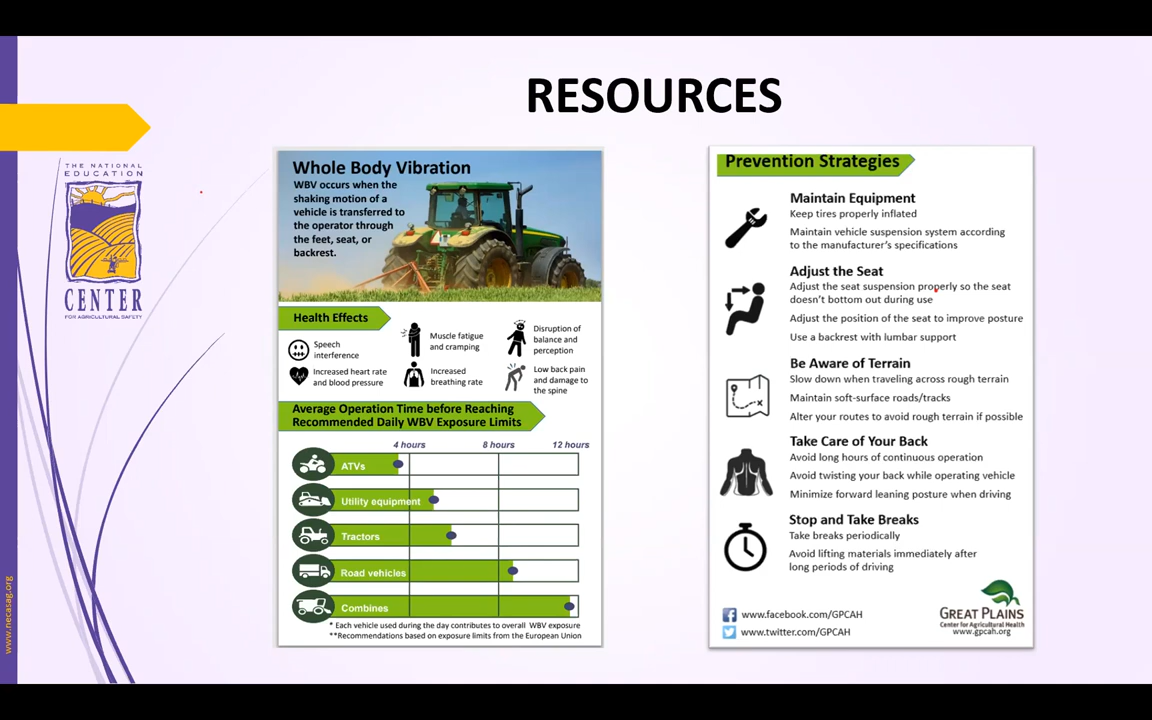 RESOURCES
THE NATIONAL
EDUCATION
CENTER
FOR AGRICULTURAL SAFETY
www.necasag.org
Whole Body Vibration
WBV occurs when the
shaking motion of a
vehicle is transferred to
the operator through
the feet, seat, or
backrest.
Health Effects
Speech
interference
Muscle fatigue
and cramping
Disruption of
balance and
perception
Increased heart rate
and blood pressure
Increased
breathing rate
Low back pain
and damage to
the spine
Average Operation Time before Reaching
Recommended Daily WBV Exposure Limits
4 hours 8 hours 12 hours
ATVs
Utility equipment
Tractors
Road vehicles
Combines
* Each vehicle used during the day contributes to overall WBV exposure
**Recommendations based on exposure limits from the European Union
Prevention Strategies
Maintain Equipment
Keep tires properly inflated
Maintain vehicle suspension system according
to the manufacturer's specifications
Adjust the Seat
Adjust the seat suspension properly so the seat
doesn't bottom out during use
Adjust the position of the seat to improve posture
Use a backrest with lumbar support
Be Aware of Terrain
Slow down when traveling across rough terrain
Maintain soft-surface roads/tracks
Alter your routes to avoid rough terrain if possible
Take Care of Your Back
Avoid long hours of continuous operation
Avoid twisting your back while operating vehicle
Minimize forward leaning posture when driving
Stop and Take Breaks
Take breaks periodically
Avoid lifting materials immediately after
long periods of driving
www.facebook.com/GPCAH
www.twitter.com/GPCAH
GREAT PLAINS
Center for Agricultural Health
www.gpcah.org